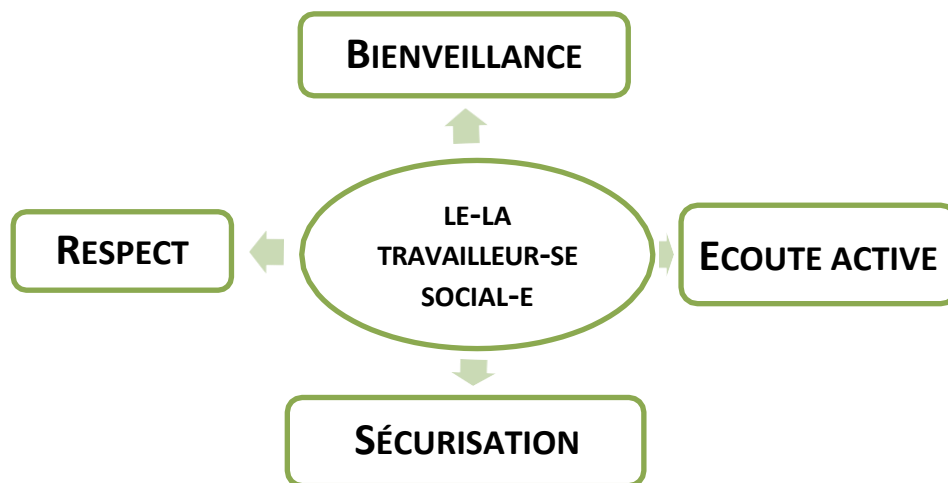 BIENVEILLANCE
RESPECT
LE-LA
TRAVAILLEUR-SE
SOCIAL-E
ECOUTE ACTIVE
SÉCURISATION